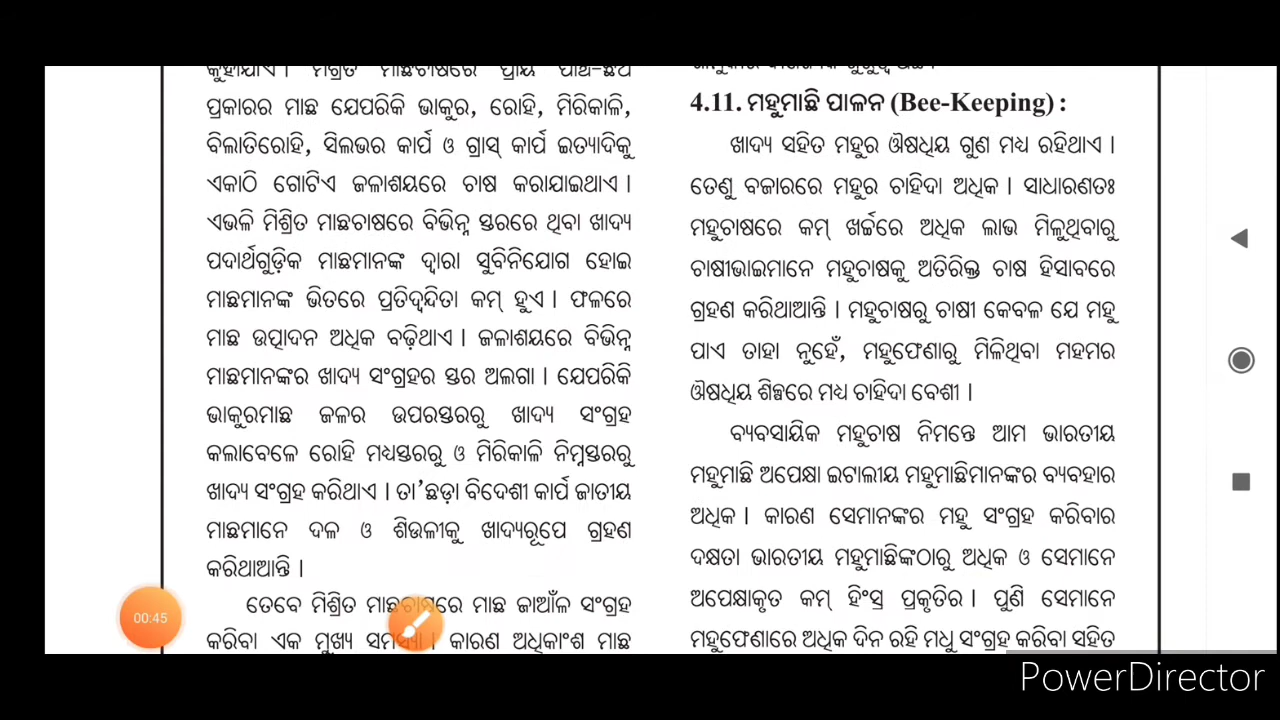 ପ୍ରକାରର ମାଛ ଯେପରିକି ଭାକୁର, ରୋହି, ମିରିକାଳି,
ବିଲାତିରୋହି, ସିଲଭର କାର୍ପ ଓ ଗ୍ରାସ୍ କାର୍ପ ଇତ୍ୟାଦିକୁ
ଏକାଠି ଗୋଟିଏ ଜଳାଶୟରେ ଚାଷ କରାଯାଇଥାଏ ।
ଏଭଳି ମିଶ୍ରିତ ମାଛଚାଷରେ ବିଭିନ୍ନ ସ୍ତରରେ ଥିବା ଖାଦ୍ୟ
ପଦାର୍ଥଗୁଡ଼ିକ ମାଛମାନଙ୍କ ଦ୍ୱାରା ସୁବିନିଯୋଗ ହୋଇ
ମାଛମାନଙ୍କ ଭିତରେ ପ୍ରତିଦ୍ୱନ୍ଦିତା କମ୍ ହୁଏ । ଫଳରେ
ମାଛ ଉତ୍ପାଦନ ଅଧିକ ବଢ଼ିଥାଏ । ଜଳାଶୟରେ ବିଭିନ୍ନ
ମାଛମାନଙ୍କର ଖାଦ୍ୟ ସଂଗ୍ରହର ସ୍ତର ଅଲଗା । ଯେପରିକି
ଭାକୁରମାଛ ଜଳର ଉପରସ୍ତରରୁ ଖାଦ୍ୟ ସଂଗ୍ରହ
କଲାବେଳେ ରୋହି ମଧ୍ୟସ୍ତରରୁ ଓ ମିରିକାଳି ନିମ୍ନସ୍ତରରୁ
ଖାଦ୍ୟ ସଂଗ୍ରହ କରିଥାଏ । ତା’ଛଡ଼ା ବିଦେଶୀ କାର୍ପ ଜାତୀୟ
ମାଛମାନେ ଦଳ ଓ ଶିଉଳୀକୁ ଖାଦ୍ୟରୂପେ ଗ୍ରହଣ
କରିଥାଆନ୍ତି ।
ତେବେ ମିଶ୍ରିତ ମାଛଚାଷରେ ମାଛ ଜାଆଁଳ ସଂଗ୍ରହ
କରିବା ଏକ ମୁଖ୍ୟ ସମସ୍ୟା । କାରଣ ଅଧିକାଂଶ ମାଛ
4.11. ମହୁମାଛି ପାଳନ (Bee-Keeping) :
ଖାଦ୍ୟ ସହିତ ମହୁର ଔଷଧିୟ ଗୁଣ ମଧ୍ୟ ରହିଥାଏ ।
ତେଣୁ ବଜାରରେ ମହୁର ଚାହିଦା ଅଧିକ । ସାଧାରଣତଃ
ମହୁଚାଷରେ କମ୍ ଖର୍ଚ୍ଚରେ ଅଧିକ ଲାଭ ମିଳୁଥିବାରୁ
ଚାଷୀଭାଇମାନେ ମହୁଚାଷକୁ ଅତିରିକ୍ତ ଚାଷ ହିସାବରେ
ଗ୍ରହଣ କରିଥାଆନ୍ତି । ମହୁଚାଷରୁ ଚାଷୀ କେବଳ ଯେ ମହୁ
ପାଏ ତାହା ନୁହେଁ, ମହୁଫେଣାରୁ ମିଳିଥିବା ମହମର
ଔଷଧିୟ ଶିଳ୍ପରେ ମଧ୍ୟ ଚାହିଦା ବେଶୀ ।
ବ୍ୟବସାୟିକ ମହୁଚାଷ ନିମନ୍ତେ ଆମ ଭାରତୀୟ
ମହୁମାଛି ଅପେକ୍ଷା ଇଟାଲୀୟ ମହୁମାଛିମାନଙ୍କର ବ୍ୟବହାର
ଅଧିକ । କାରଣ ସେମାନଙ୍କର ମହୁ ସଂଗ୍ରହ କରିବାର
ଦକ୍ଷତା ଭାରତୀୟ ମହୁମାଛିଙ୍କଠାରୁ ଅଧିକ ଓ ସେମାନେ
ଅପେକ୍ଷାକୃତ କମ୍ ହିଂସ୍ର ପ୍ରକୃତିର । ପୁଣି ସେମାନେ
ମହୁଫେଣାରେ ଅଧିକ ଦିନ ରହି ମଧୁ ସଂଗ୍ରହ କରିବା ସହିତ
00:45
PowerDirector